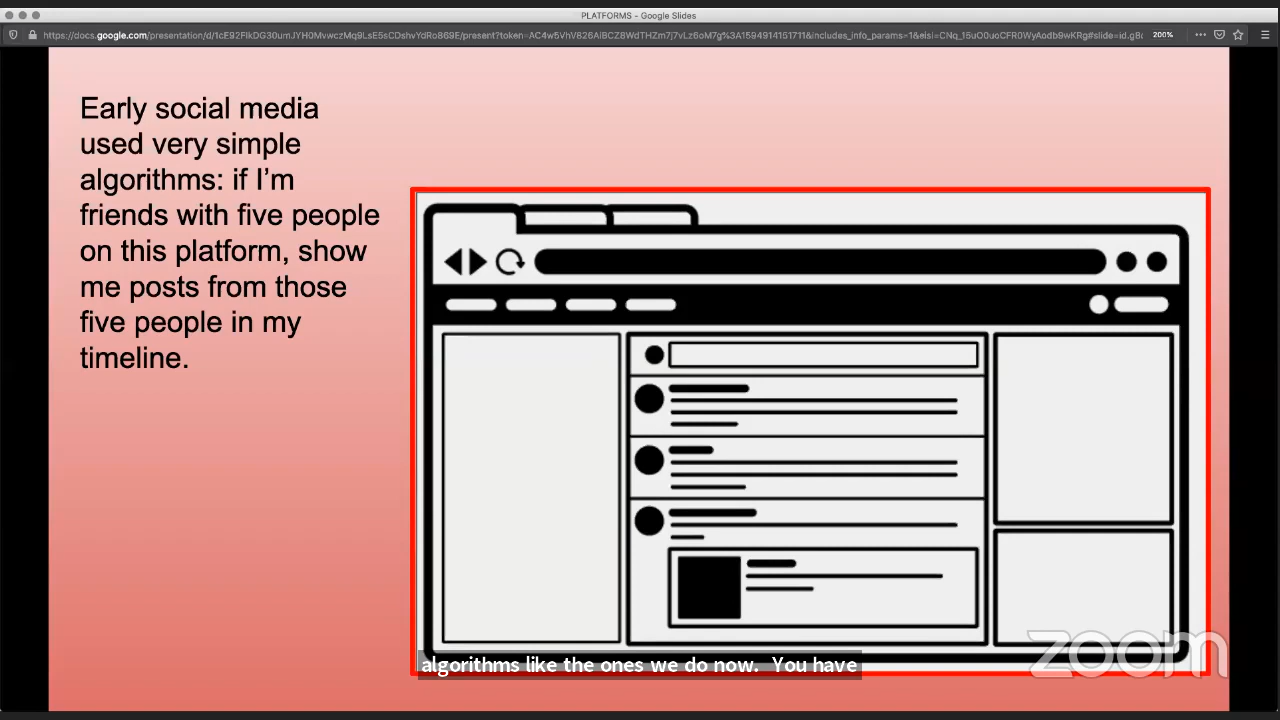 PLATFORMS - Google Slides
200%
Early social media
used very simple
algorithms: if I’m
friends with five people
on this platform, show
me posts from those
five people in my
timeline.
algorithms like the ones we do now.  You have
zoom